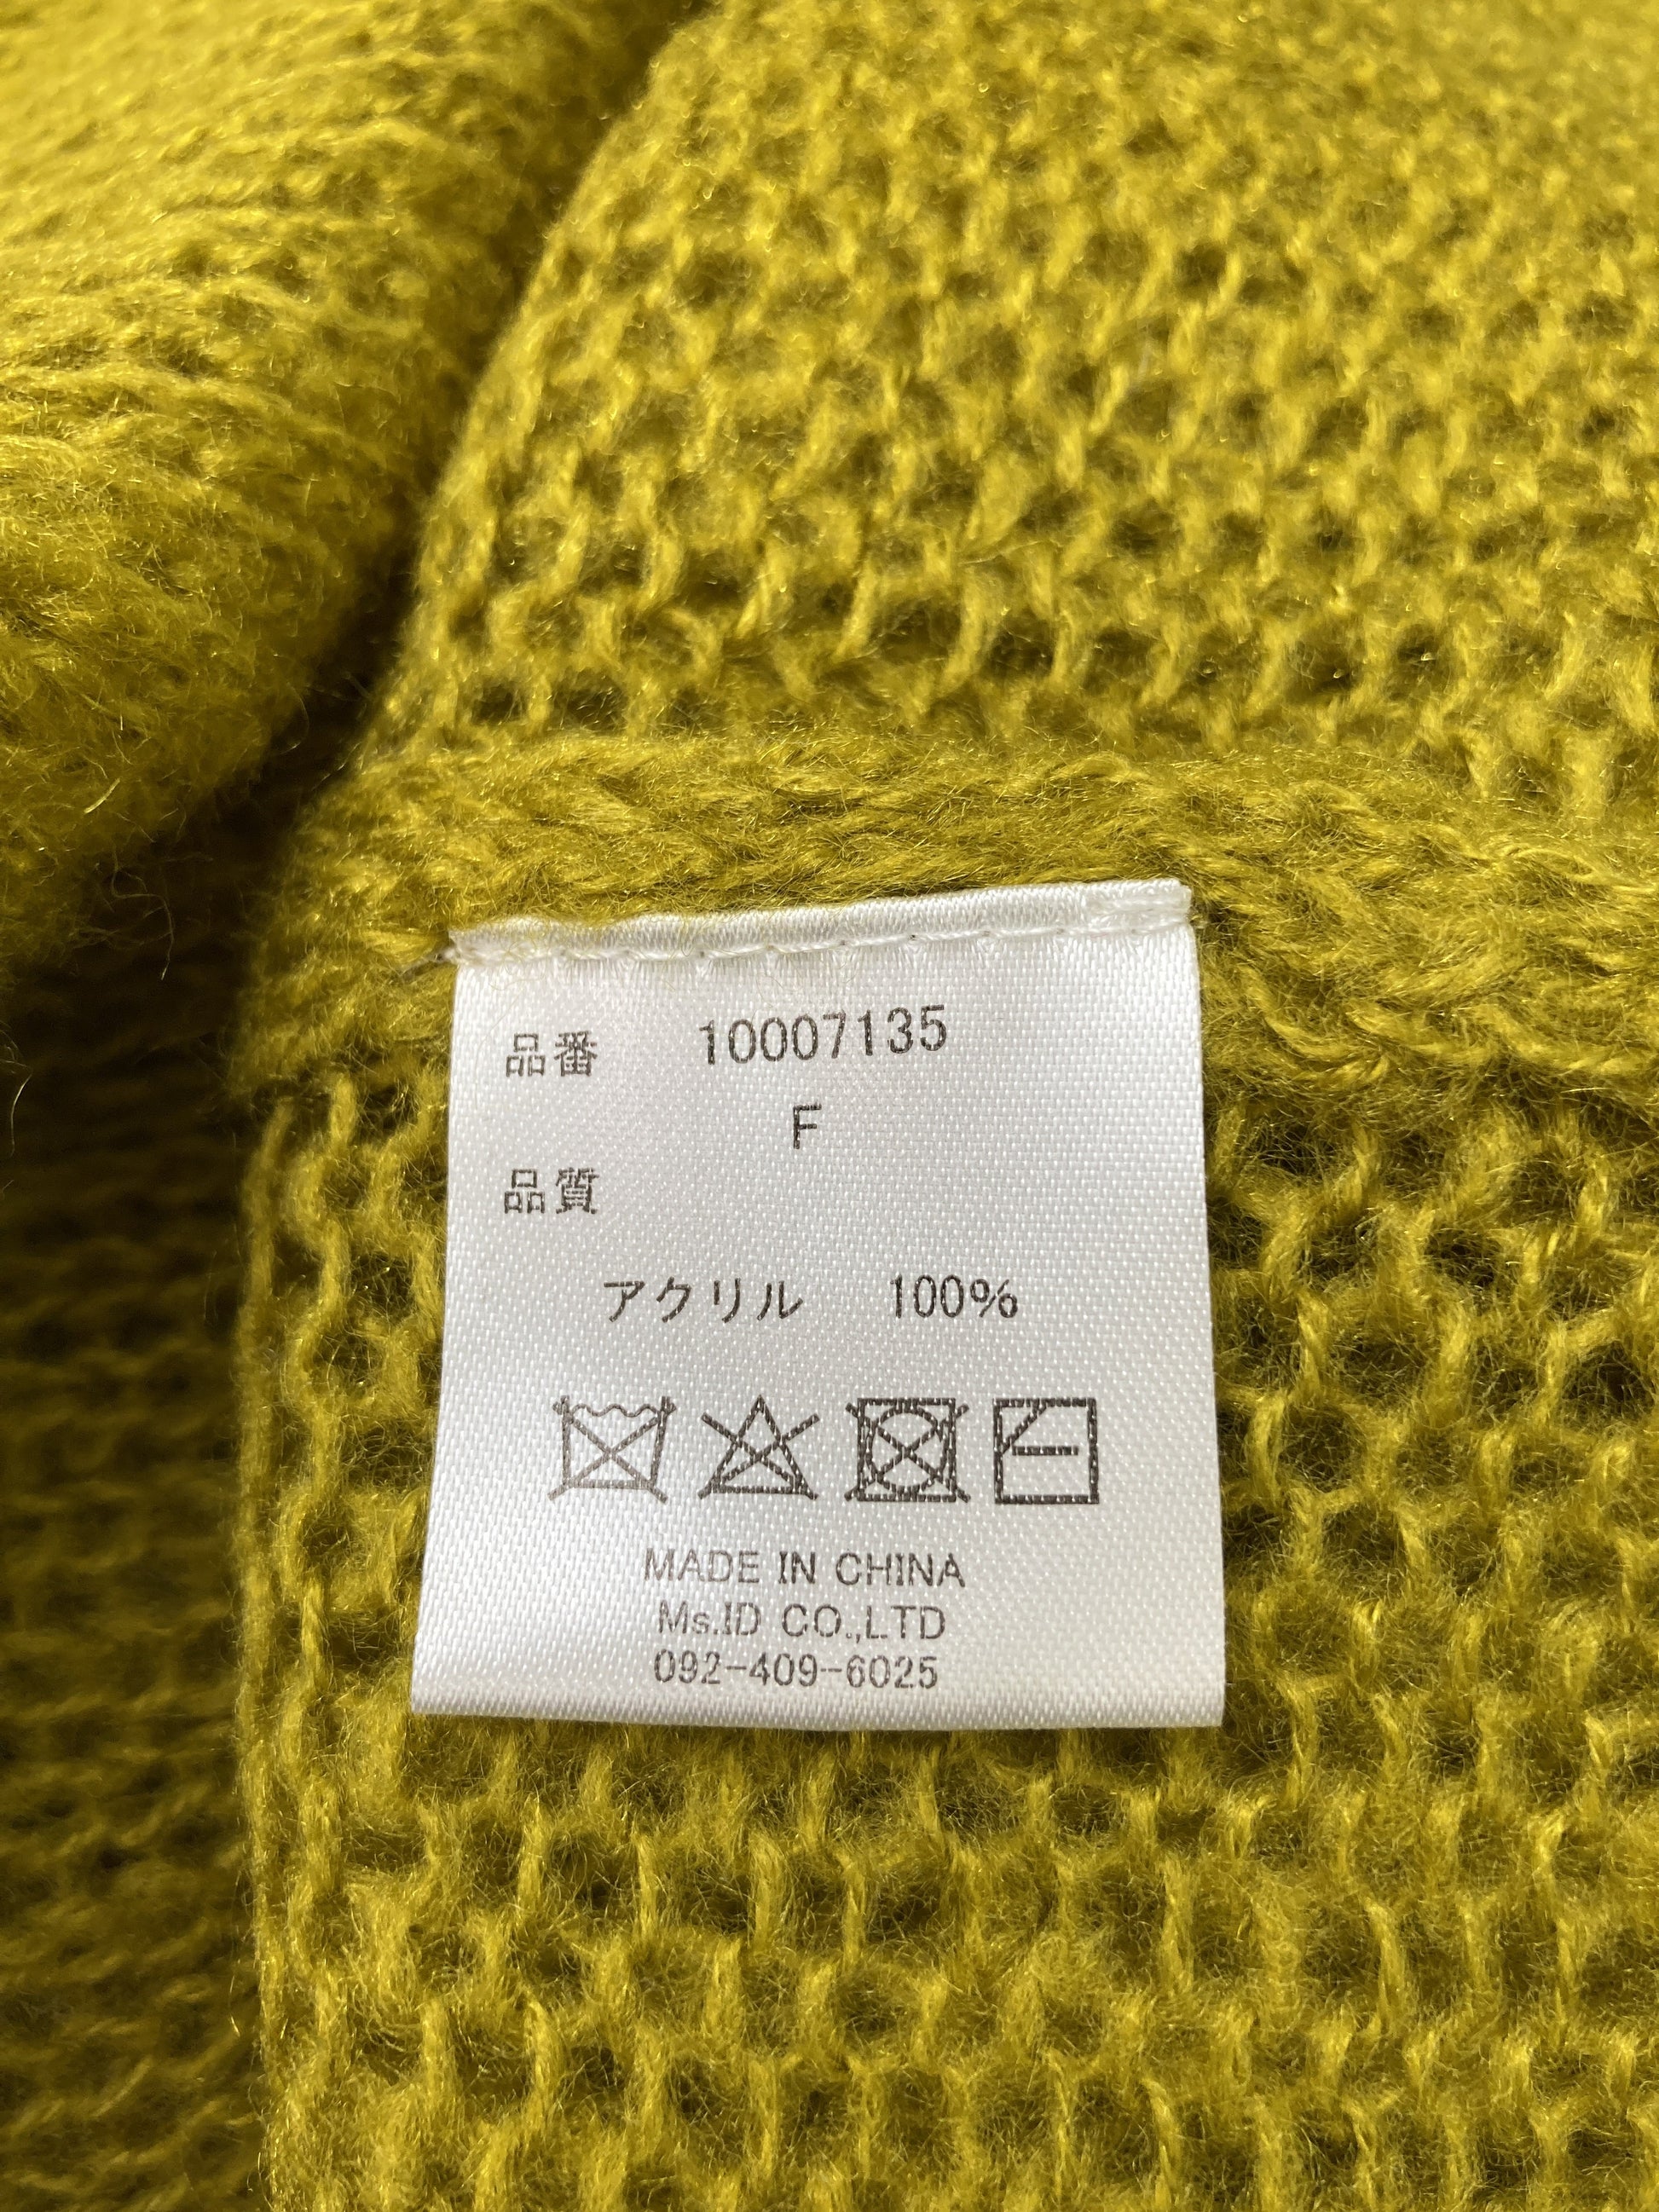 品番 10007135
F
品質
アクリル 100%
MADE IN CHINA
Ms.ID CO.,LTD
092-409-6025